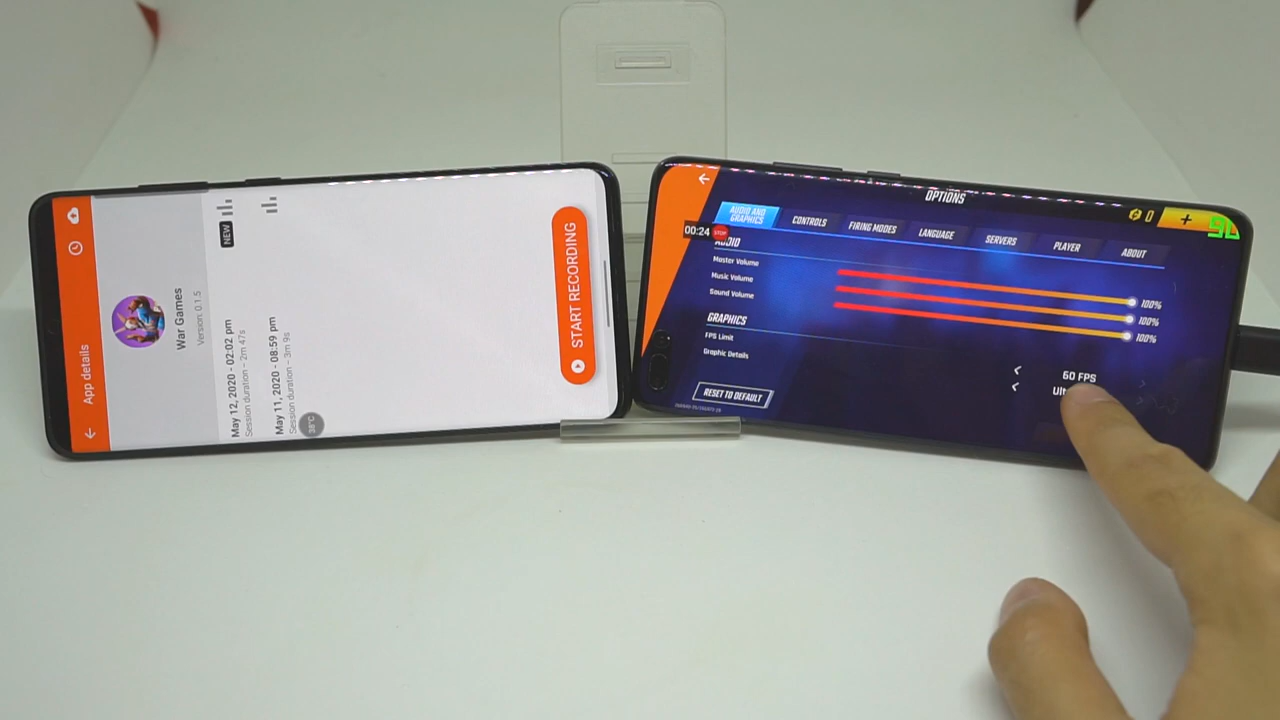 App details
War Games
Version: 0.1.5
NEW
May 12, 2020 - 02:02 pm
Session duration - 2m 47s
May 11, 2020 - 08:59 pm
Session duration - 3m 9s
38°C
START RECORDING
OPTIONS
0 +
AUDIO AND GRAPHICS
CONTROLS
FIRING MODES
LANGUAGE
SERVERS
PLAYER
ABOUT
00:24 STOP
AUDIO
Master Volume
100%
Music Volume
100%
Sound Volume
100%
GRAPHICS
FPS Limit
60 FPS
Graphic Details
RESET TO DEFAULT